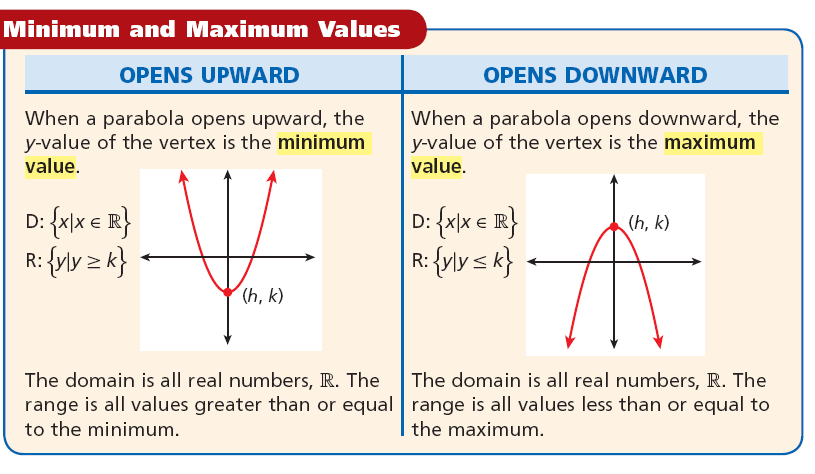 Minimum and Maximum Values
OPENS UPWARD
When a parabola opens upward, the
y-value of the vertex is the minimum
value.
D: {x|x ∈ ℝ}
R: {y|y ≥ k}
(h, k)
The domain is all real numbers, ℝ. The
range is all values greater than or equal
to the minimum.
OPENS DOWNWARD
When a parabola opens downward, the
y-value of the vertex is the maximum
value.
D: {x|x ∈ ℝ}
R: {y|y ≤ k}
(h, k)
The domain is all real numbers, ℝ. The
range is all values less than or equal to
the maximum.